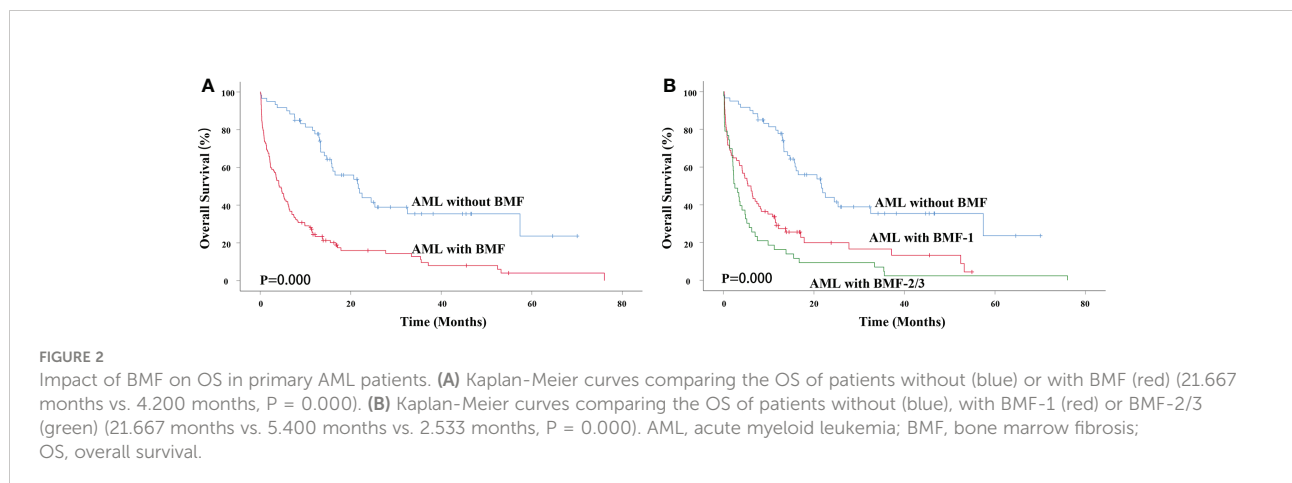 A
100
80
60
40
20
0
Overall Survival (%)
AML without BMF
AML with BMF
P=0.000
0 20 40 60 80
Time (Months)
B
100
80
60
40
20
0
Overall Survival (%)
AML without BMF
AML with BMF-1
AML with BMF-2/3
P=0.000
0 20 40 60 80
Time (Months)
FIGURE 2
Impact of BMF on OS in primary AML patients. (A) Kaplan-Meier curves comparing the OS of patients without (blue) or with BMF (red) (21.667
months vs. 4.200 months, P = 0.000). (B) Kaplan-Meier curves comparing the OS of patients without (blue), with BMF-1 (red) or BMF-2/3
(green) (21.667 months vs. 5.400 months vs. 2.533 months, P = 0.000). AML, acute myeloid leukemia; BMF, bone marrow fibrosis;
OS, overall survival.